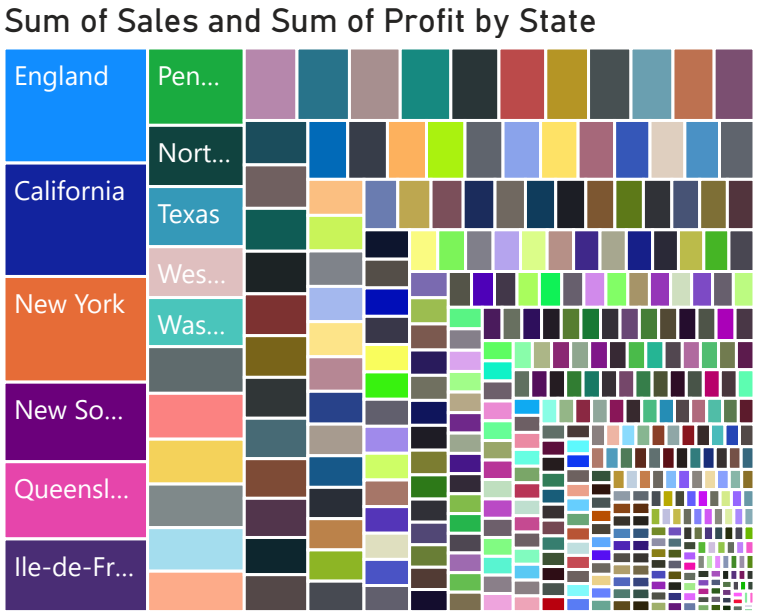 Sum of Sales and Sum of Profit by State
England
California
New York
New So...
Queensl...
Ile-de-Fr...
Pen...
Nort...
Texas
Wes...
Was...